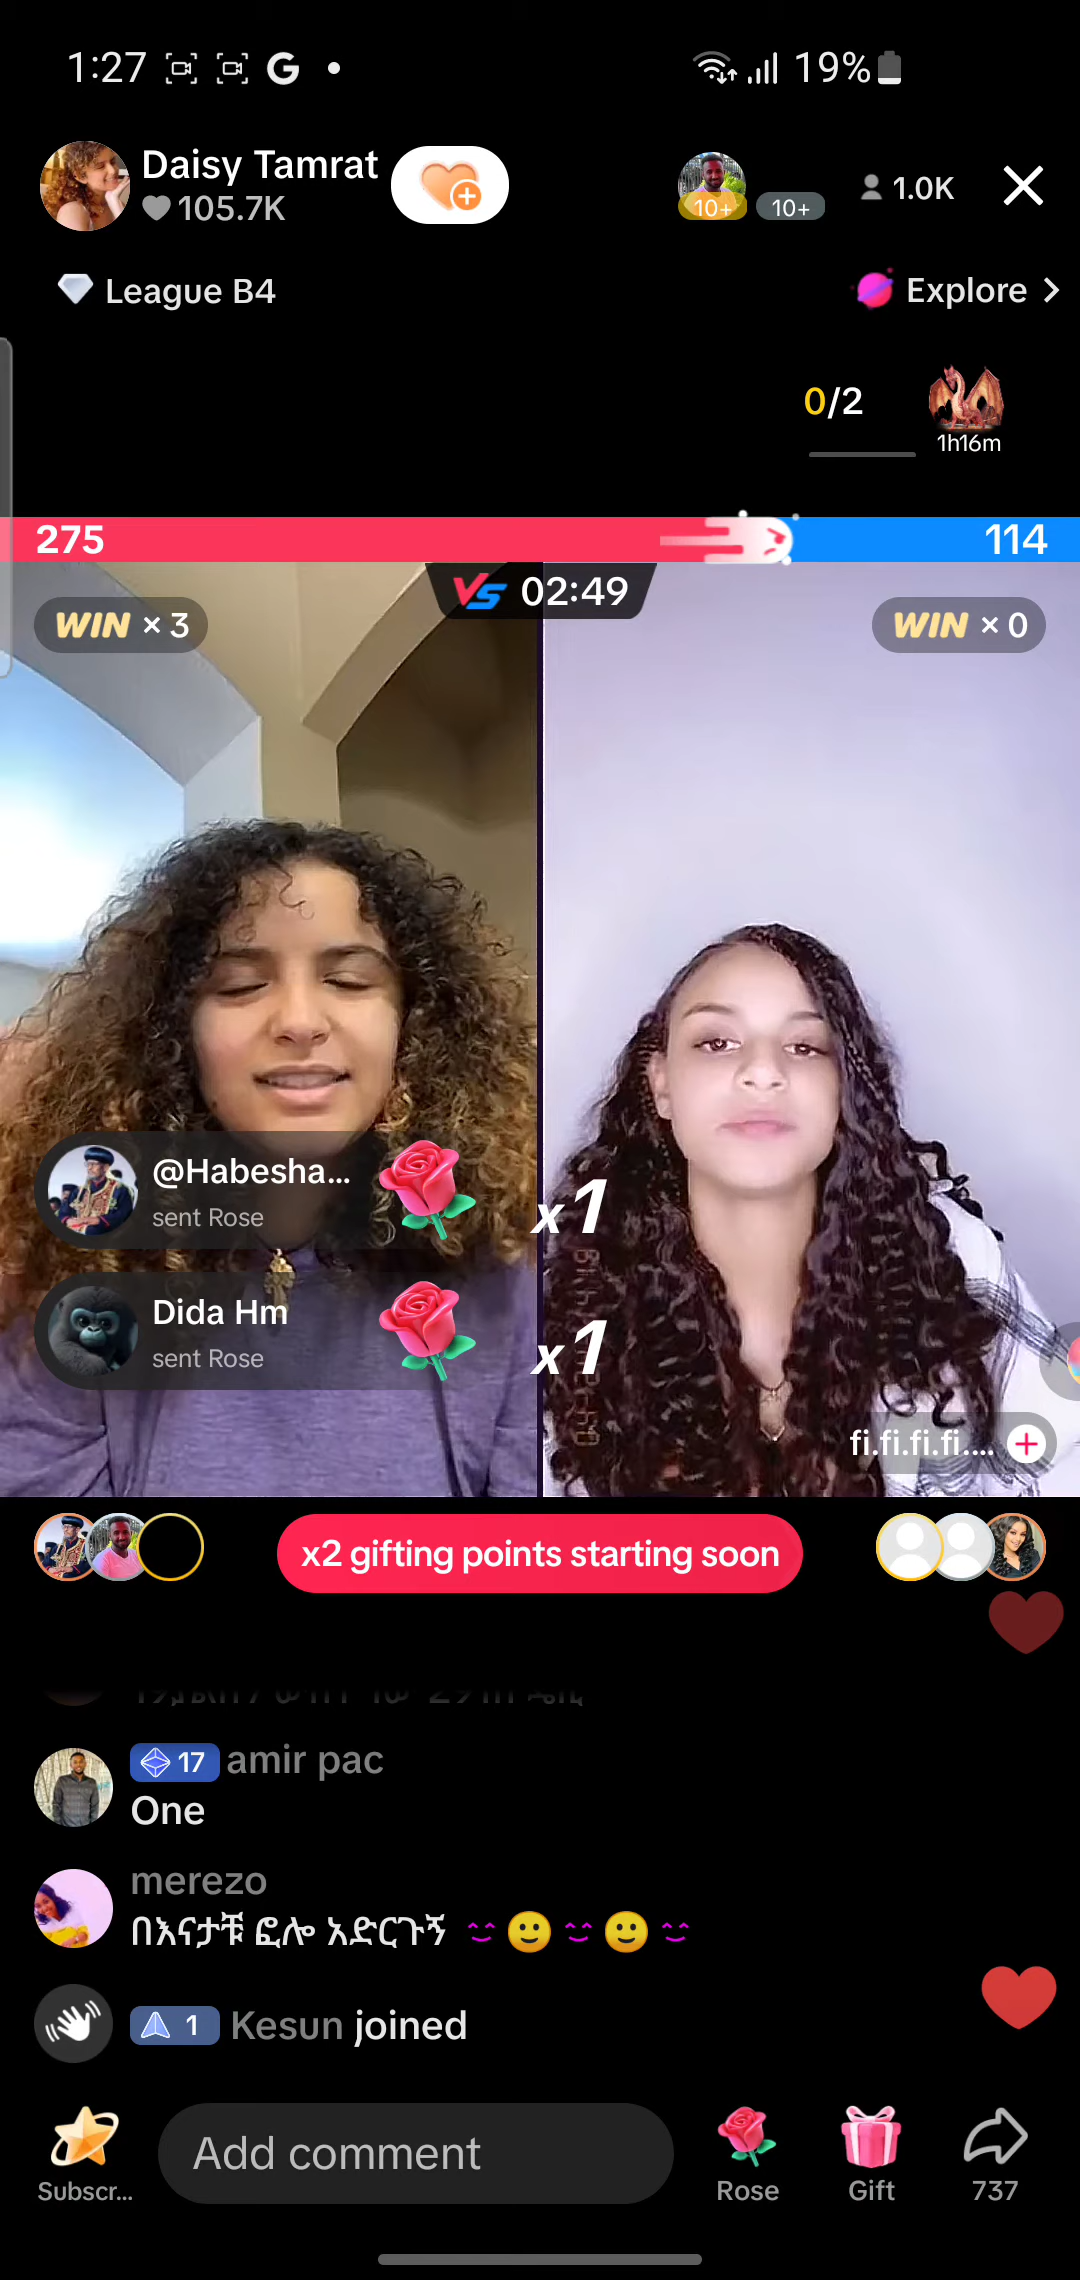 1:27
19%
Daisy Tamrat
105.7K
10+
10+
1.0K
League B4
Explore
0/2
1h16m
275
114
VS 02:49
WIN × 3
WIN × 0
@Habesha...
sent Rose
x1
Dida Hm
sent Rose
x1
fi.fi.fi.fi....
x2 gifting points starting soon
17 amir pac
One
merezo
በእናታቹ ፎሎ አድርጉኝ
1 Kesun joined
Subscr...
Add comment
Rose
Gift
737